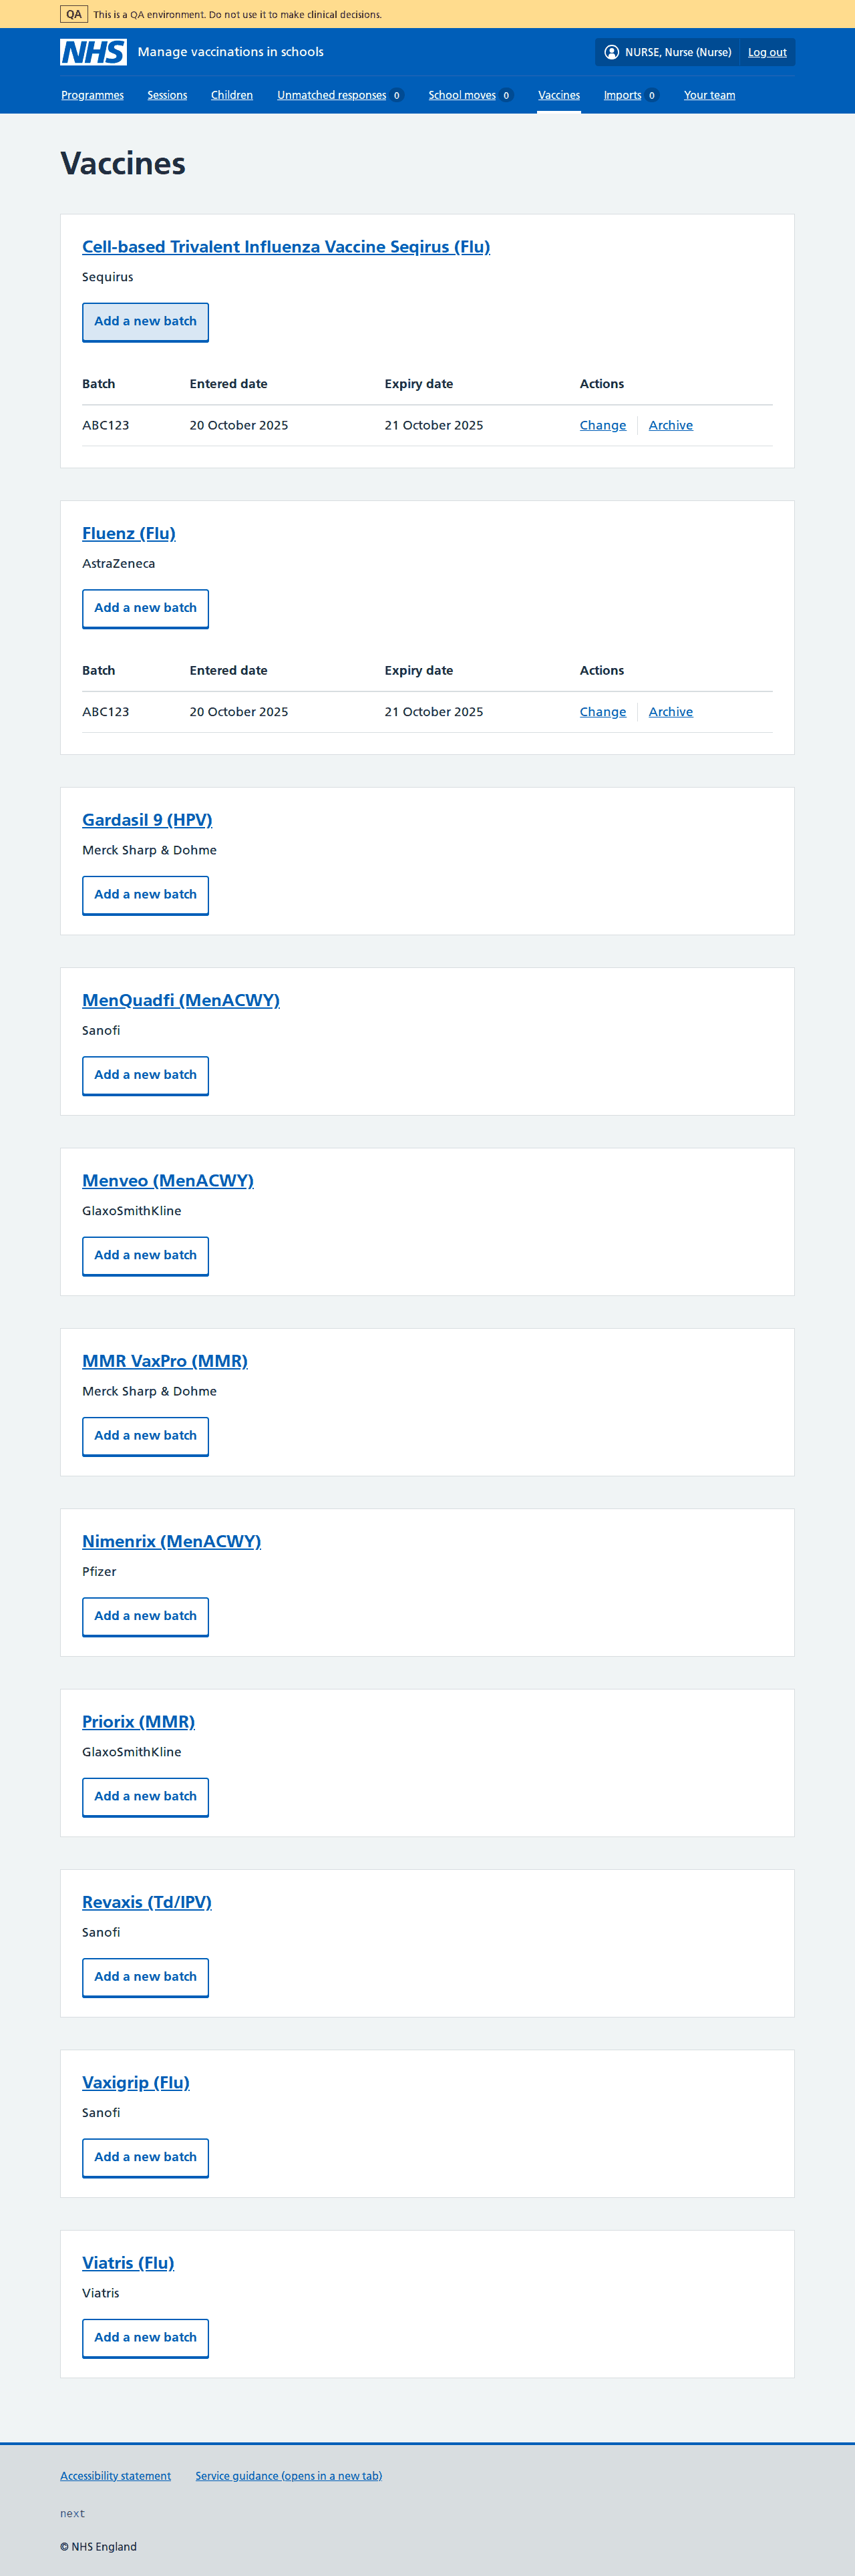 QA This is a QA environment. Do not use it to make clinical decisions.
NHS Manage vaccinations in schools NURSE, Nurse (Nurse) Log out
Programmes Sessions Children Unmatched responses 0 School moves 0 Vaccines Imports 0 Your team
Vaccines
Cell-based Trivalent Influenza Vaccine Seqirus (Flu)
Sequirus
Add a new batch
Batch Entered date Expiry date Actions
ABC123 20 October 2025 21 October 2025 Change Archive
Fluenz (Flu)
AstraZeneca
Add a new batch
Batch Entered date Expiry date Actions
ABC123 20 October 2025 21 October 2025 Change Archive
Gardasil 9 (HPV)
Merck Sharp & Dohme
Add a new batch
MenQuadfi (MenACWY)
Sanofi
Add a new batch
Menveo (MenACWY)
GlaxoSmithKline
Add a new batch
MMR VaxPro (MMR)
Merck Sharp & Dohme
Add a new batch
Nimenrix (MenACWY)
Pfizer
Add a new batch
Priorix (MMR)
GlaxoSmithKline
Add a new batch
Revaxis (Td/IPV)
Sanofi
Add a new batch
Vaxigrip (Flu)
Sanofi
Add a new batch
Viatris (Flu)
Viatris
Add a new batch
Accessibility statement Service guidance (opens in a new tab)
next
© NHS England